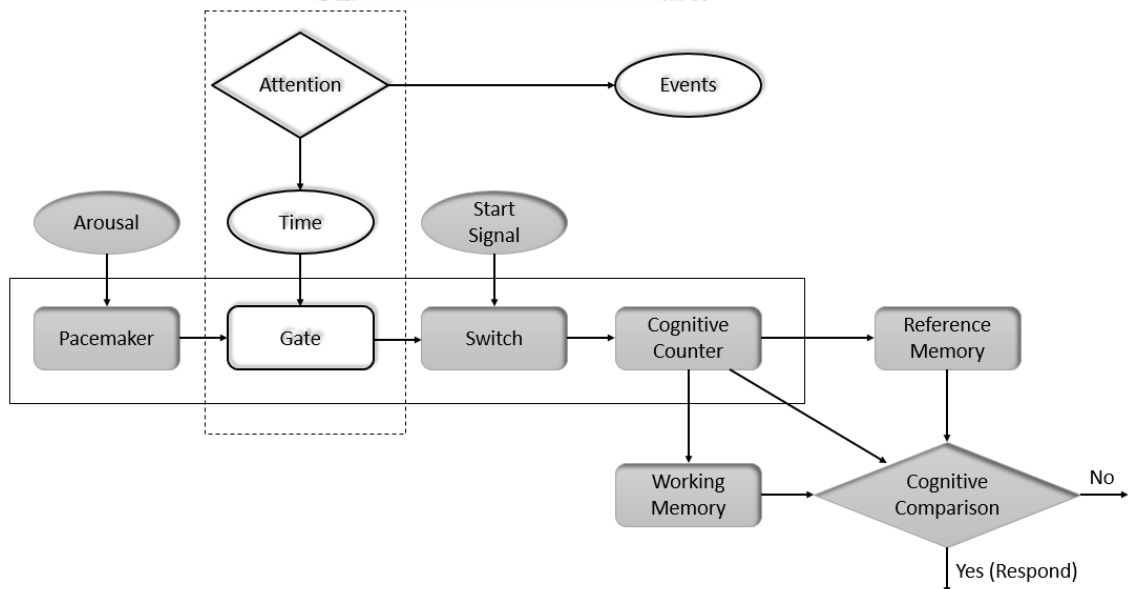 Attention
Events
Arousal
Time
Start
Signal
Pacemaker
Gate
Switch
Cognitive
Counter
Reference
Memory
Working
Memory
Cognitive
Comparison
No
Yes (Respond)